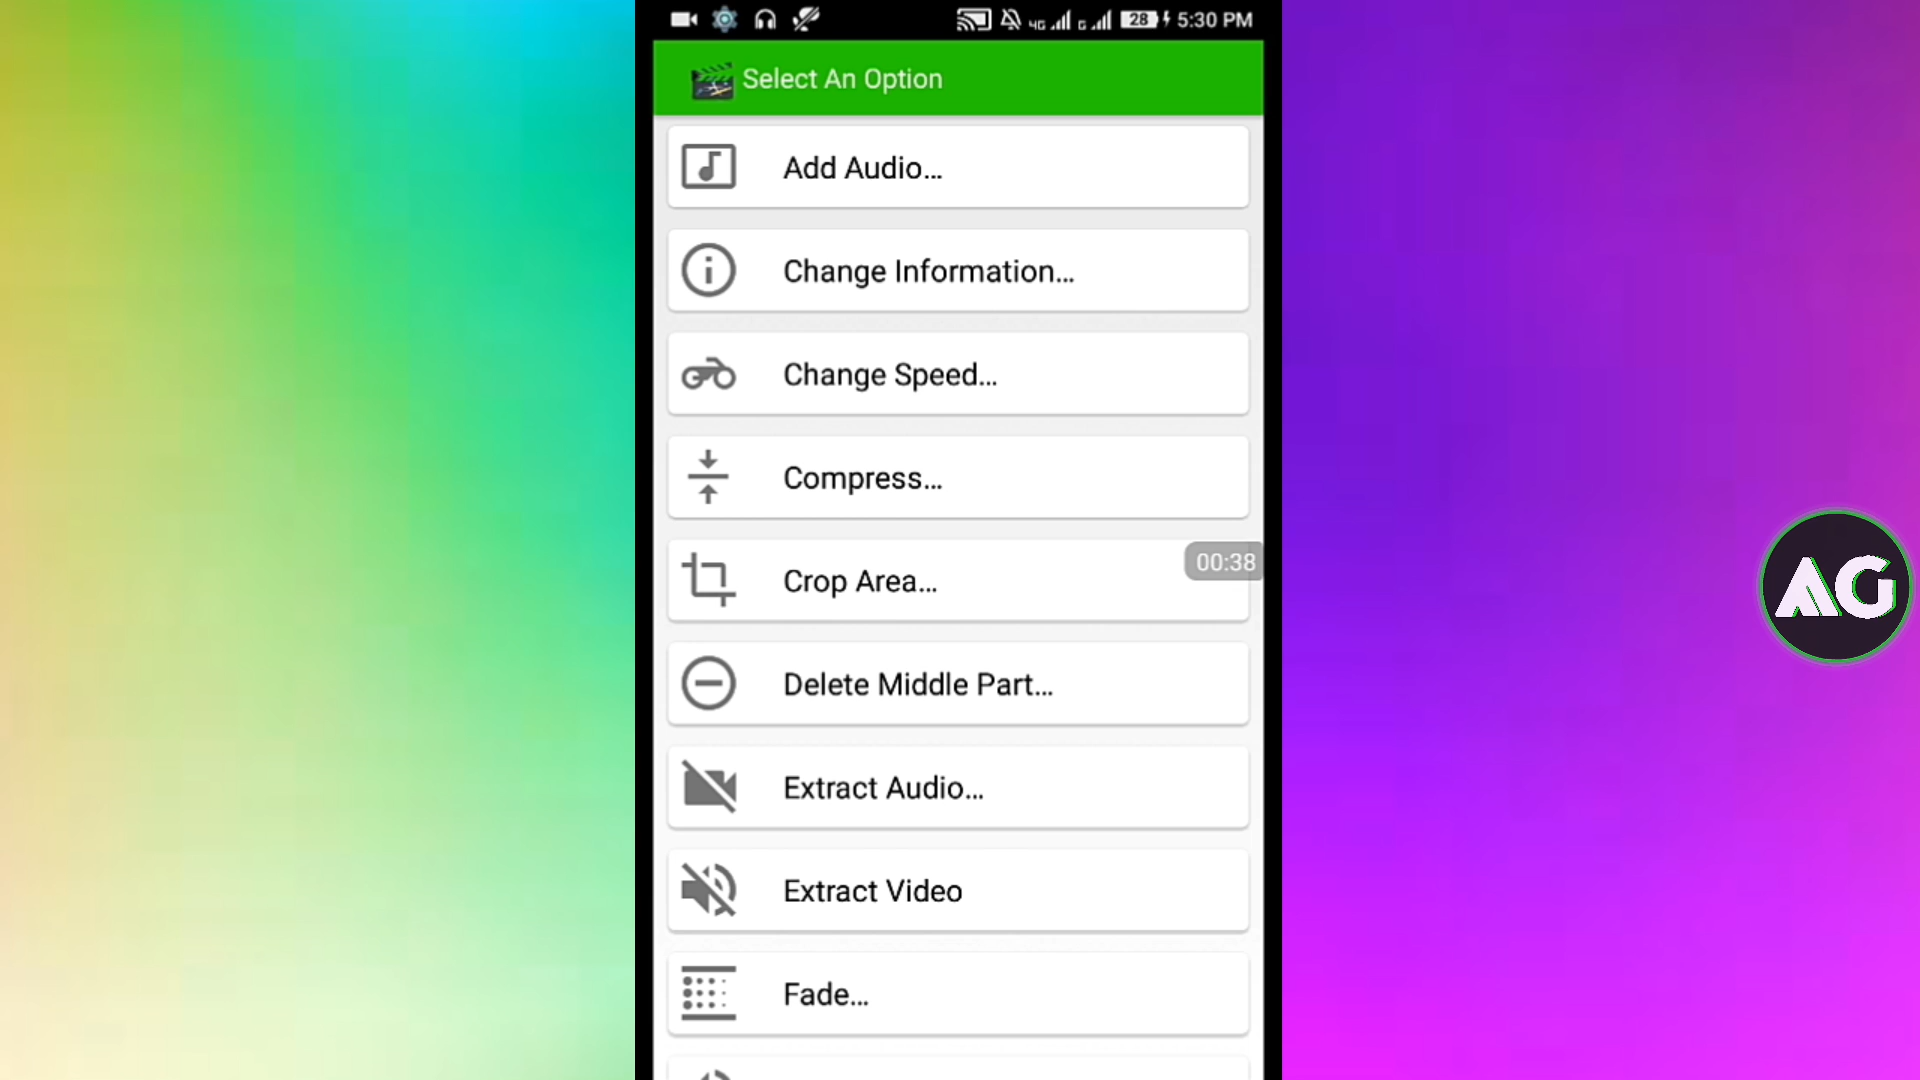 4G G 28 5:30 PM
Select An Option
Add Audio...
Change Information...
Change Speed...
Compress...
00:38
Crop Area...
Delete Middle Part...
Extract Audio...
Extract Video
Fade...
AG